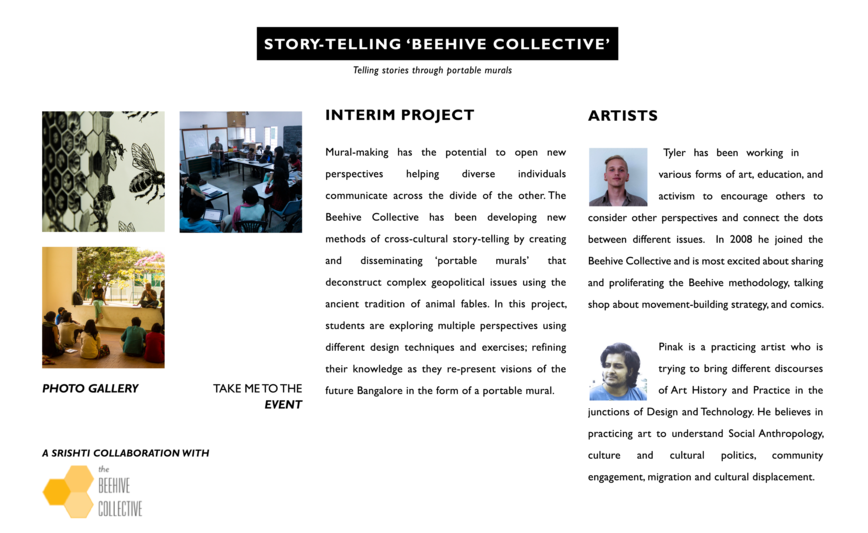 STORY-TELLING ‘BEEHIVE COLLECTIVE’
Telling stories through portable murals
INTERIM PROJECT
Mural-making has the potential to open new
perspectives helping diverse individuals
communicate across the divide of the other. The
Beehive Collective has been developing new
methods of cross-cultural story-telling by creating
and disseminating ‘portable murals’ that
deconstruct complex geopolitical issues using the
ancient tradition of animal fables. In this project,
students are exploring multiple perspectives using
different design techniques and exercises; refining
their knowledge as they re-present visions of the
future Bangalore in the form of a portable mural.
ARTISTS
Tyler has been working in
various forms of art, education, and
activism to encourage others to
consider other perspectives and connect the dots
between different issues. In 2008 he joined the
Beehive Collective and is most excited about sharing
and proliferating the Beehive methodology, talking
shop about movement-building strategy, and comics.
Pinak is a practicing artist who is
trying to bring different discourses
of Art History and Practice in the
junctions of Design and Technology. He believes in
practicing art to understand Social Anthropology,
culture and cultural politics, community
engagement, migration and cultural displacement.
PHOTO GALLERY
TAKE ME TO THE
EVENT
A SRISHTI COLLABORATION WITH
the
BEEHIVE
COLLECTIVE